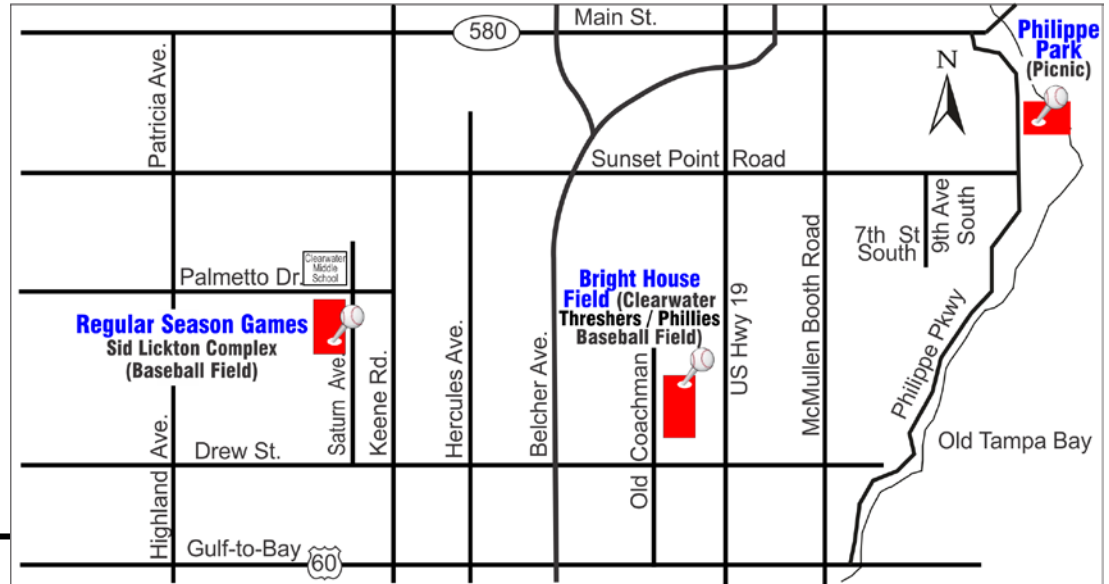 Main St.
580
Philippe
Park
(Picnic)
N
Patricia Ave.
Sunset Point Road
7th St
South
9th Ave
South
Clearwater
Middle
School
Palmetto Dr.
Bright House
Field (Clearwater
Threshers / Phillies
Baseball Field)
Regular Season Games
Sid Lickton Complex
(Baseball Field)
Saturn Ave.
Keene Rd.
Hercules Ave.
Belcher Ave.
Old Coachman
US Hwy 19
McMullen Booth Road
Philippe Pkwy
Old Tampa Bay
Drew St.
Highland Ave.
Gulf-to-Bay
60